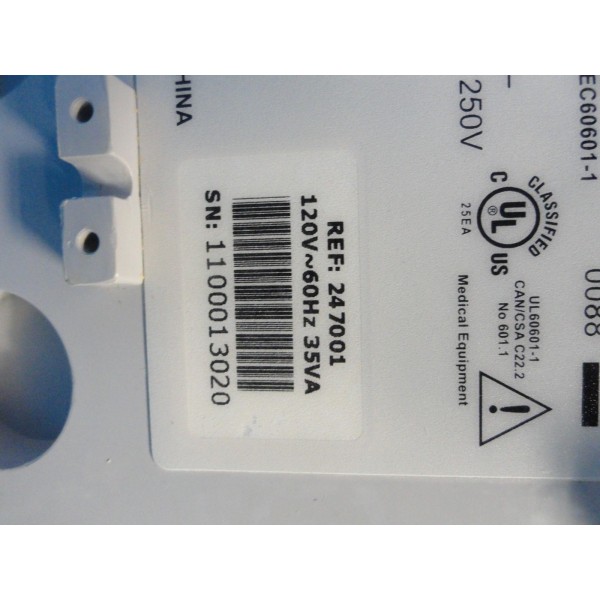 REF: 247001
120V~60Hz 35VA
SN: 1100013020
EC60601-1
250V
HINA
CLASSIFIED
C UL® US
25EA
0088
UL60601-1
CAN/CSA C22.2
No 601.1
Medical Equipment
!